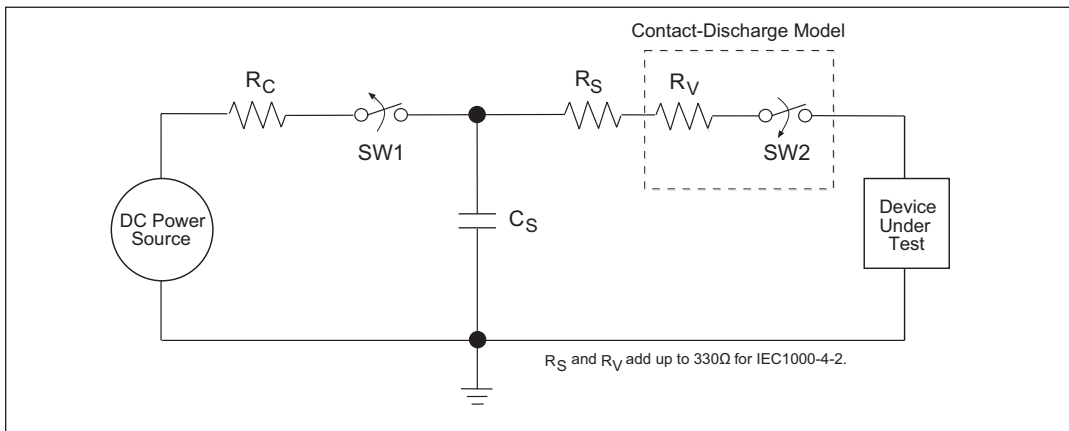 Contact-Discharge Model
RC
RS
RV
SW1
SW2
DC Power
Source
CS
Device
Under
Test
RS and RV add up to 330Ω for IEC1000-4-2.